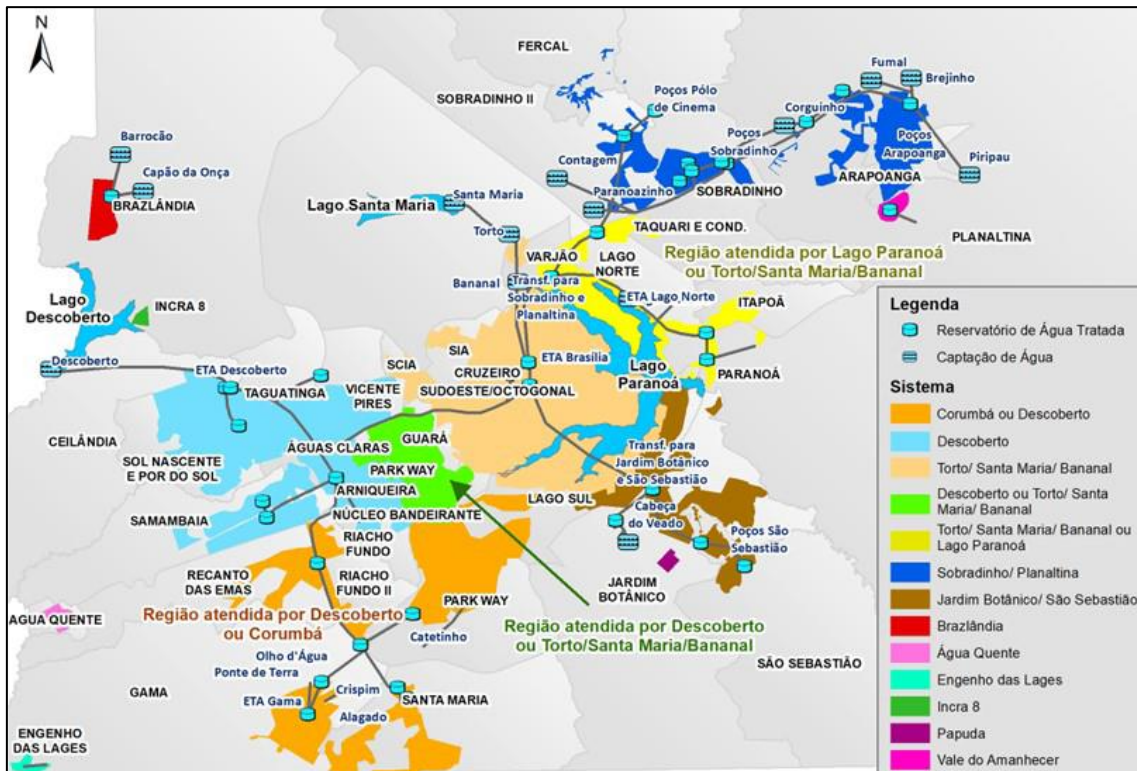 N
FERCAL
SOBRADINHO II
Poços Pólo
de Cinema
Fumal
Brejinho
Corguinho
Poços
Sobradinho
Poços
Arapoanga
Piripau
ARAPOANGA
PLANALTINA
Contagem
Paranoazinho
SOBRADINHO
Barrocão
Capão da Onça
BRAZLÂNDIA
Santa Maria
Lago Santa Maria
Torto
TAQUARI E COND.
Região atendida por Lago Paranoá
ou Torto/Santa Maria/Bananal
VARJÃO
LAGO
NORTE
Bananal
Transf. para
Sobradinho e
Planaltina
ETA Lago Norte
ITAPOÃ
Lago
Descoberto
INCRA 8
Descoberto
ETA Descoberto
TAGUATINGA
VICENTE
PIRES
SCIA
SIA
CRUZEIRO
ETA Brasília
SUDOESTE/OCTOGONAL
Lago
Paranoá
PARANOÁ
CEILÂNDIA
SOL NASCENTE
E POR DO SOL
ÁGUAS CLARAS
GUARÁ
PARK WAY
ARNIQUEIRA
SAMAMBAIA
NÚCLEO BANDEIRANTE
LAGO SUL
Transf. para
Jardim Botânico
e São Sebastião
Cabeça
do Veado
Poços São
Sebastião
RIACHO
FUNDO
RECANTO
DAS EMAS
RIACHO
FUNDO II
PARK WAY
JARDIM
BOTÂNICO
AGUA QUENTE
Região atendida por Descoberto
ou Corumbá
Catetinho
Região atendida por Descoberto
ou Torto/Santa Maria/Bananal
SÃO SEBASTIÃO
Olho d'Água
Ponte de Terra
GAMA
Crispim
ETA Gama
Alagado
SANTA MARIA
ENGENHO
DAS LAGES
Legenda
Reservatório de Água Tratada
Captação de Água
Sistema
Corumbá ou Descoberto
Descoberto
Torto/ Santa Maria/ Bananal
Descoberto ou Torto/ Santa
Maria/ Bananal
Torto/ Santa Maria/ Bananal ou
Lago Paranoá
Sobradinho/ Planaltina
Jardim Botânico/ São Sebastião
Brazlândia
Água Quente
Engenho das Lages
Incra 8
Papuda
Vale do Amanhecer